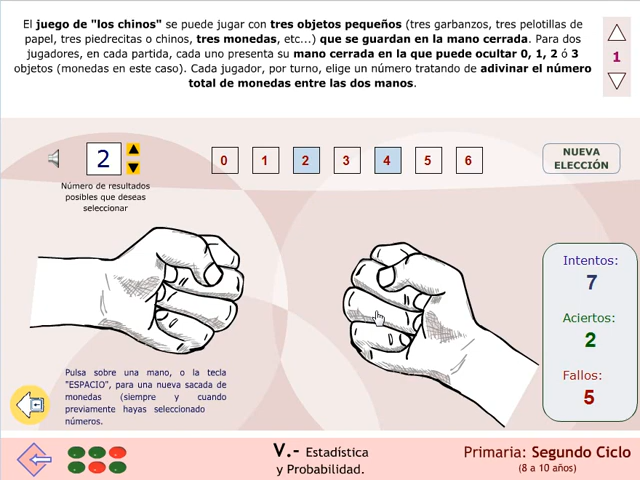 El juego de "los chinos" se puede jugar con tres objetos pequeños (tres garbanzos, tres pelotillas de
papel, tres piedrecitas o chinos, tres monedas, etc...) que se guardan en la mano cerrada. Para dos
jugadores, en cada partida, cada uno presenta su mano cerrada en la que puede ocultar 0, 1, 2 ó 3
objetos (monedas en este caso). Cada jugador, por turno, elige un número tratando de adivinar el número
total de monedas entre las dos manos.
1
2
0 1 2 3 4 5 6
NUEVA
ELECCIÓN
Número de resultados
posibles que deseas
seleccionar
Intentos:
7
Aciertos:
2
Fallos:
5
Pulsa sobre una mano, o la tecla
"ESPACIO", para una nueva sacada de
monedas (siempre y cuando
previamente hayas seleccionado
números.
V.- Estadística
y Probabilidad.
Primaria: Segundo Ciclo
(8 a 10 años)